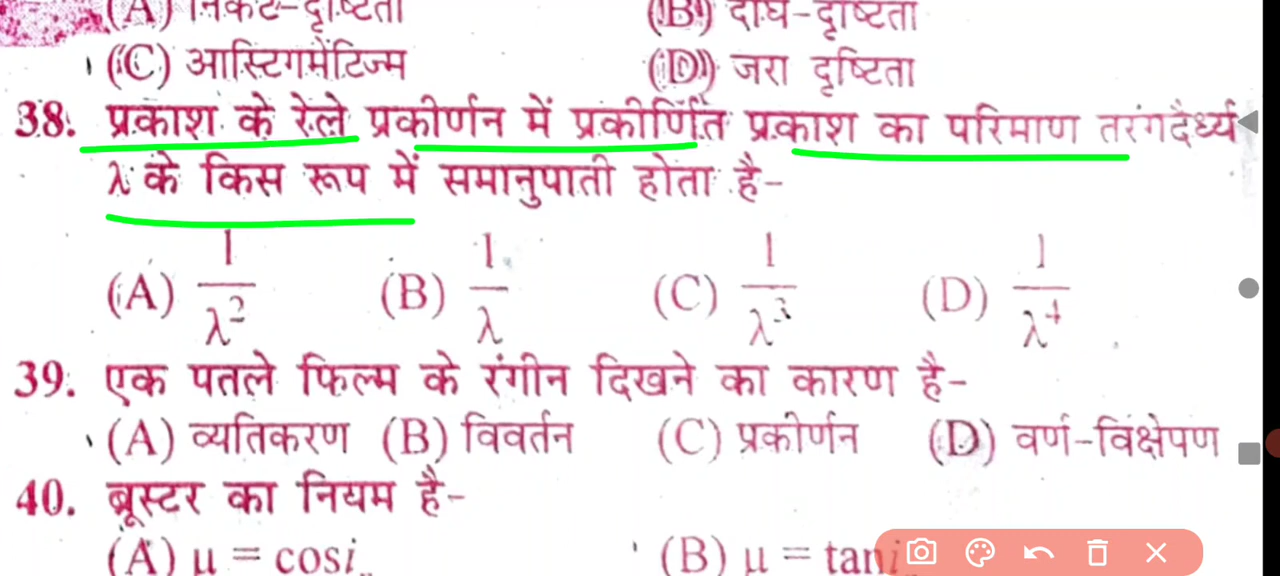 (A) निकट-दृष्टिता (B) दीर्घ-दृष्टिता
(C) आस्टिगमेटिज्म (D) जरा दृष्टिता
38. प्रकाश के रेले प्रकीर्णन में प्रकीर्णित प्रकाश का परिमाण तरंगदैर्ध्य
λ के किस रूप में समानुपाती होता है-
(A) 1/λ² (B) 1/λ (C) 1/λ³ (D) 1/λ⁴
39. एक पतले फिल्म के रंगीन दिखने का कारण है-
(A) व्यतिकरण (B) विवर्तन (C) प्रकीर्णन (D) वर्ण-विक्षेपण
40. ब्रूस्टर का नियम है-
(A) μ = cosi (B) μ = tani